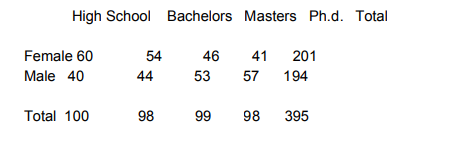 High School Bachelors Masters Ph.d. Total
Female 60 54 46 41 201
Male 40 44 53 57 194
Total 100 98 99 98 395